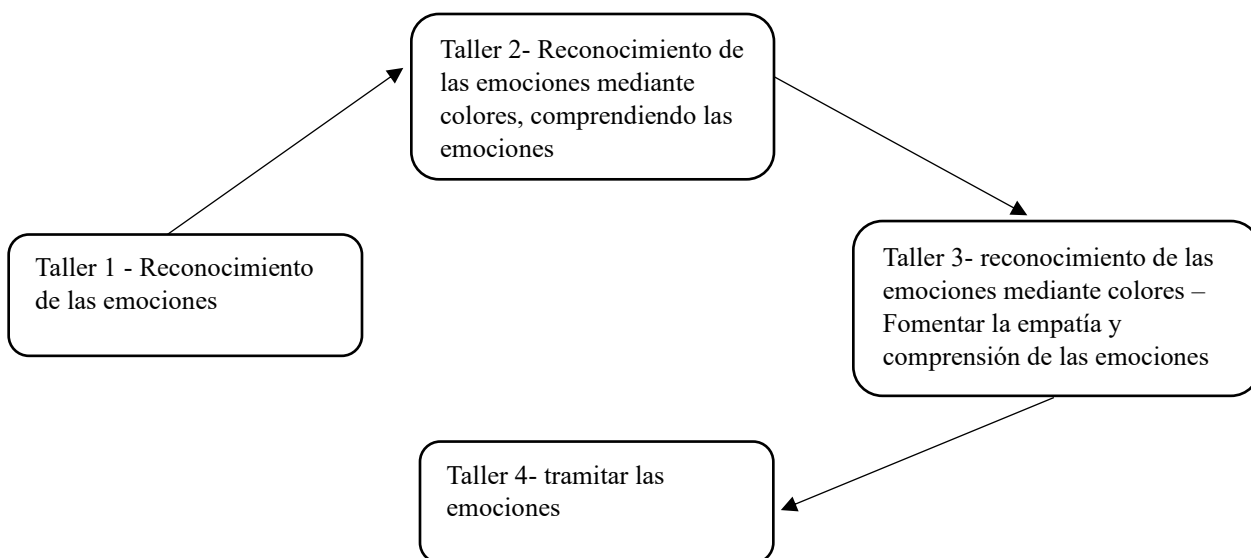 Taller 1 - Reconocimiento
de las emociones
Taller 2- Reconocimiento de
las emociones mediante
colores, comprendiendo las
emociones
Taller 3- reconocimiento de las
emociones mediante colores –
Fomentar la empatía y
comprensión de las emociones
Taller 4- tramitar las
emociones